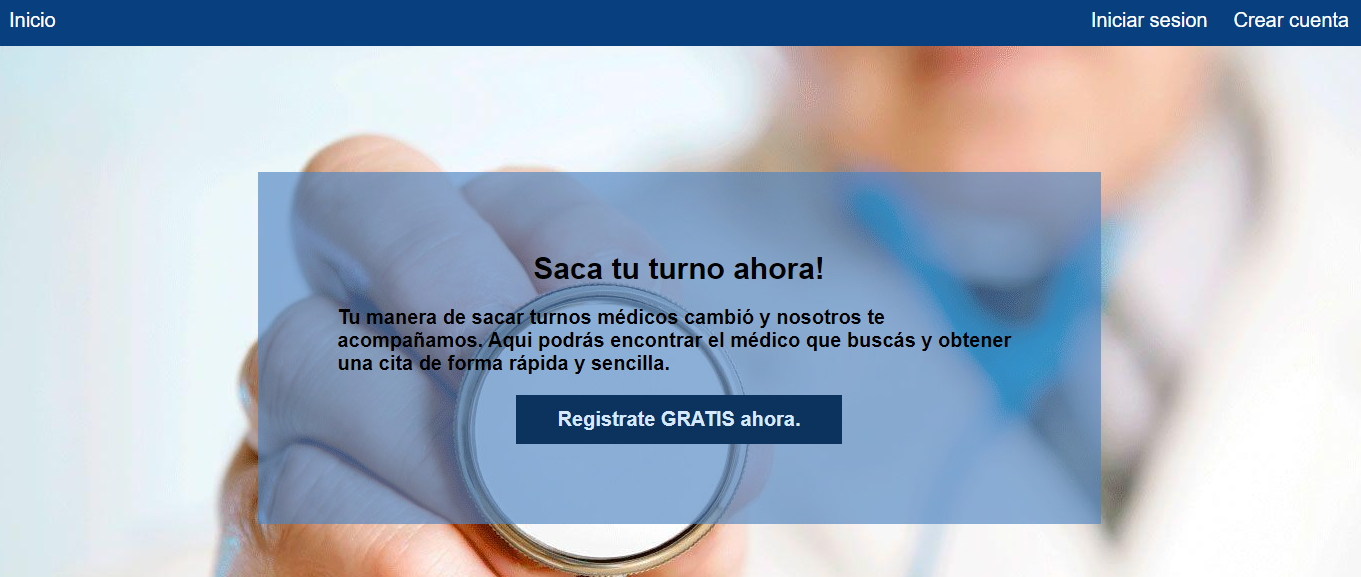 Inicio Iniciar sesion Crear cuenta
Saca tu turno ahora!
Tu manera de sacar turnos médicos cambió y nosotros te
acompañamos. Aqui podrás encontrar el médico que buscás y obtener
una cita de forma rápida y sencilla.
Registrate GRATIS ahora.